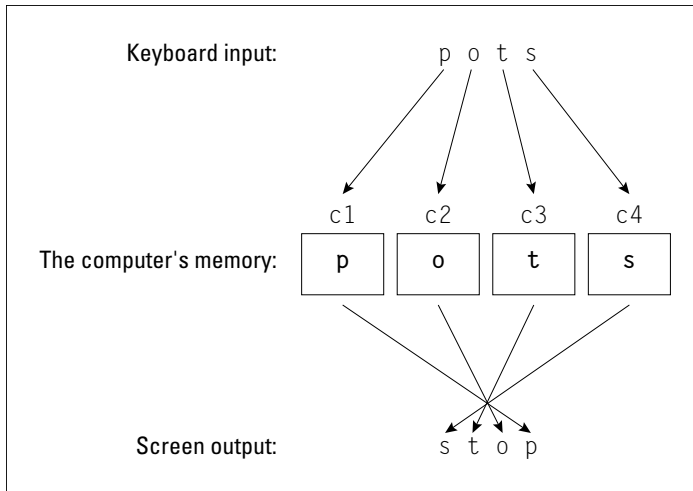 Keyboard input: p o t s
c1 c2 c3 c4
The computer's memory: p o t s
Screen output: s t o p